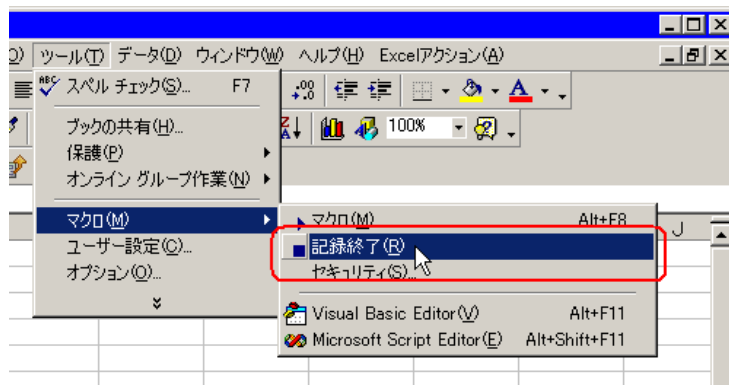 O) ツール(T) データ(D) ウィンドウ(W) ヘルプ(H) Excelアクション(A)
ABC スペル チェック(S)... F7
ブックの共有(H)...
100%
保護(P)
オンライン グループ作業(N)
マクロ(M)
マクロ(M) Alt+F8
J
ユーザー設定(C)...
記録終了(R)
オプション(O)...
セキュリティ(S)...
Visual Basic Editor(V) Alt+F11
Microsoft Script Editor(E) Alt+Shift+F11